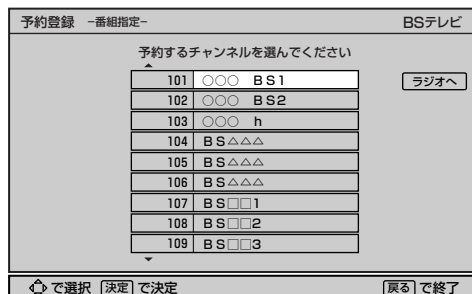 予約登録 −番組指定− BSテレビ
予約するチャンネルを選んでください
101 ○○○ BS1 ラジオへ
102 ○○○ BS2
103 ○○○ h
104 BS△△△
105 BS△△△
106 BS△△△
107 BS□□1
108 BS□□2
109 BS□□3
で選択 決定 で決定 戻る で終了